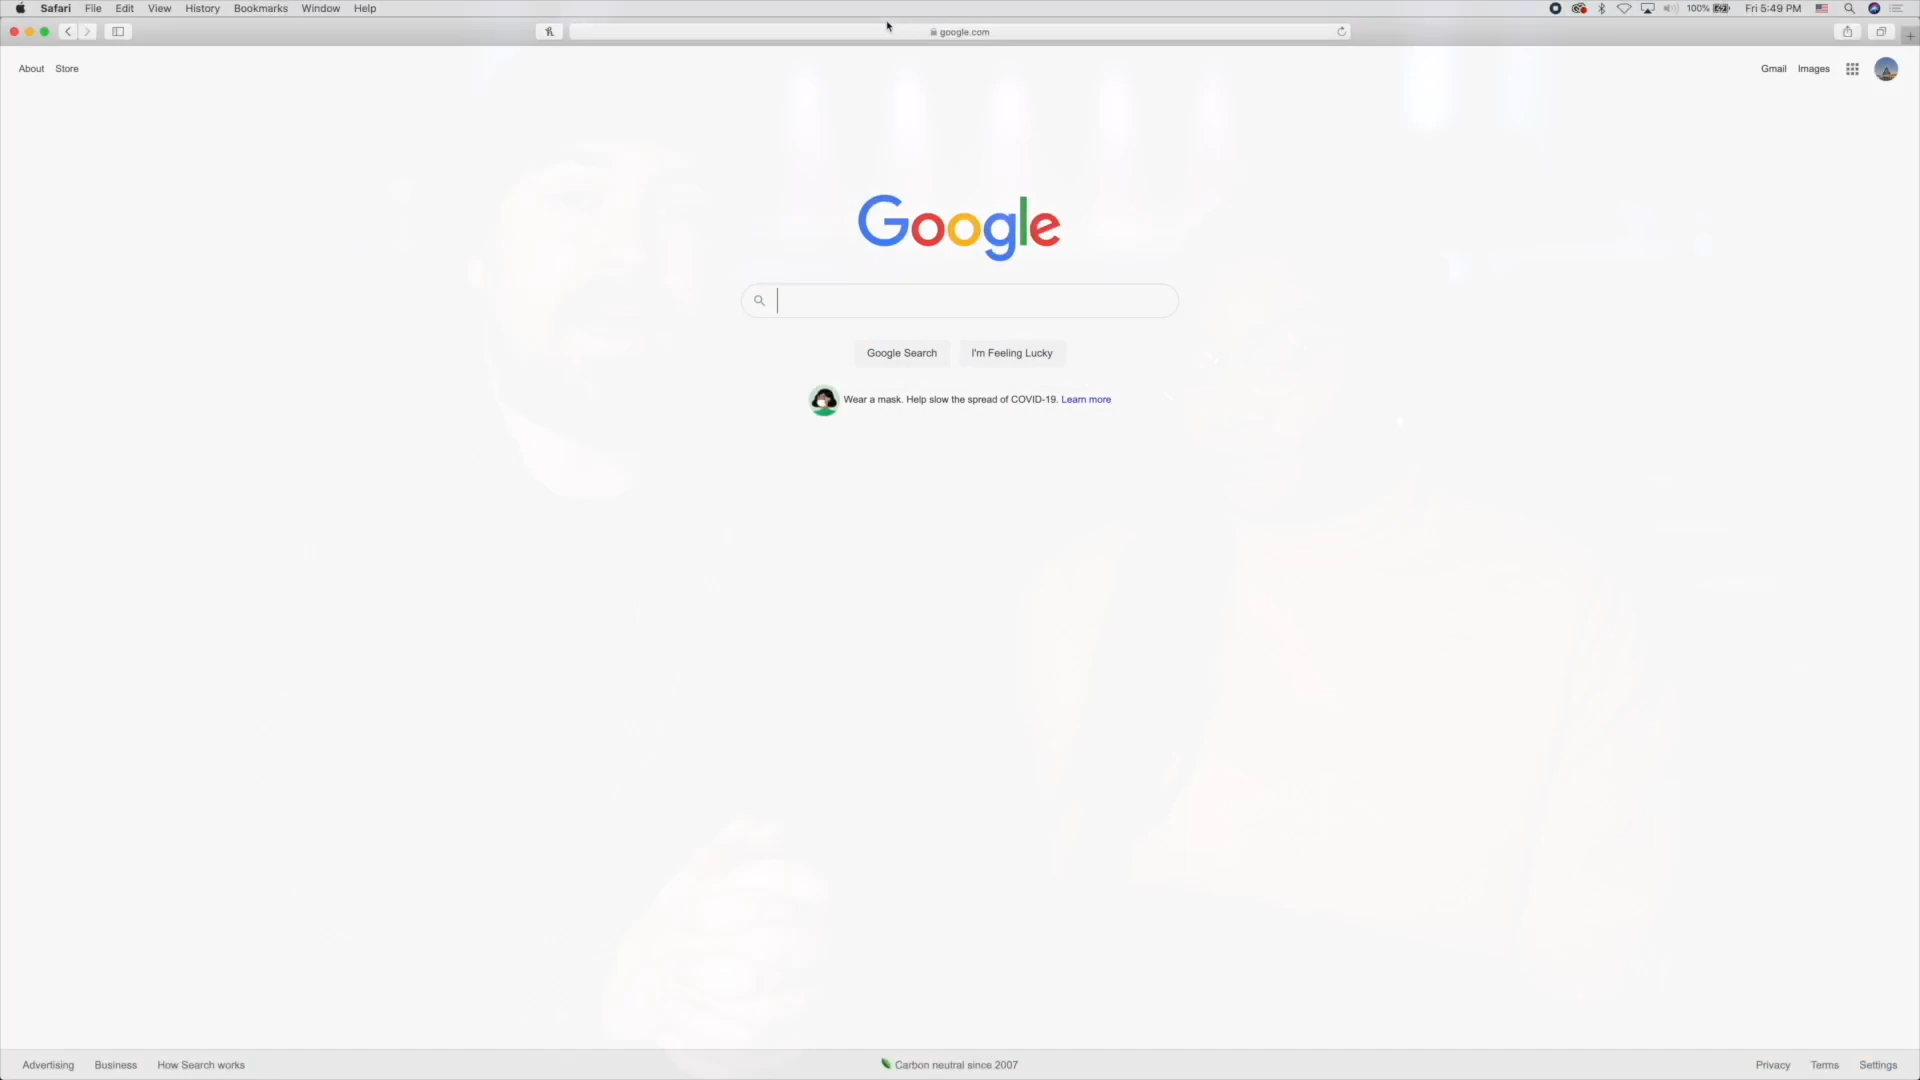 Safari File Edit View History Bookmarks Window Help 100% Fri 5:49 PM
google.com
About Store Gmail Images
Google
Google Search I'm Feeling Lucky
Wear a mask. Help slow the spread of COVID-19. Learn more
Advertising Business How Search works Carbon neutral since 2007 Privacy Terms Settings